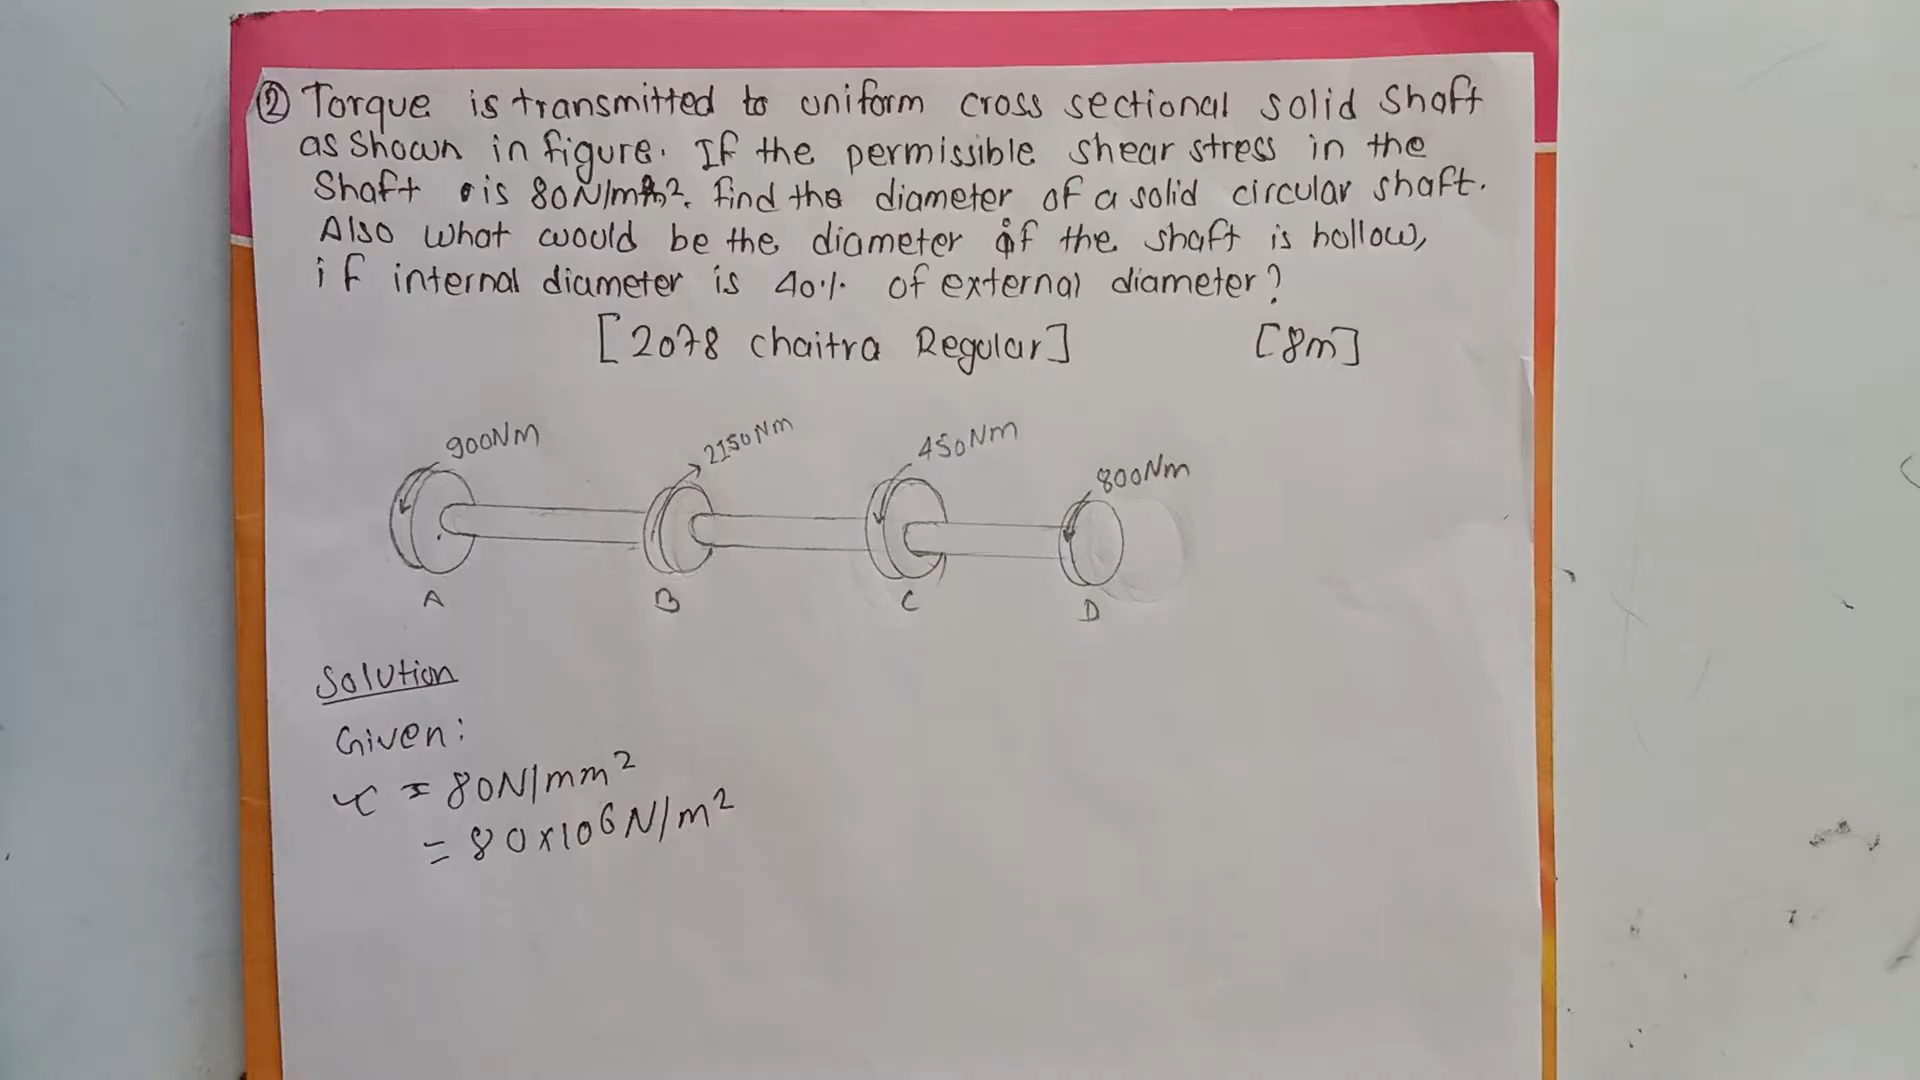 ② Torque is transmitted to uniform cross sectional solid shaft
as shown in figure. If the permissible shear stress in the
shaft is 80N/mm². find the diameter of a solid circular shaft.
Also what would be the diameter if the shaft is hollow,
if internal diameter is 40% of external diameter?
[2078 chaitra Regular] [8m]
900Nm 2150Nm 450Nm 800Nm
A B C D
Solution
Given:
τ = 80N/mm²
= 80×10⁶N/m²